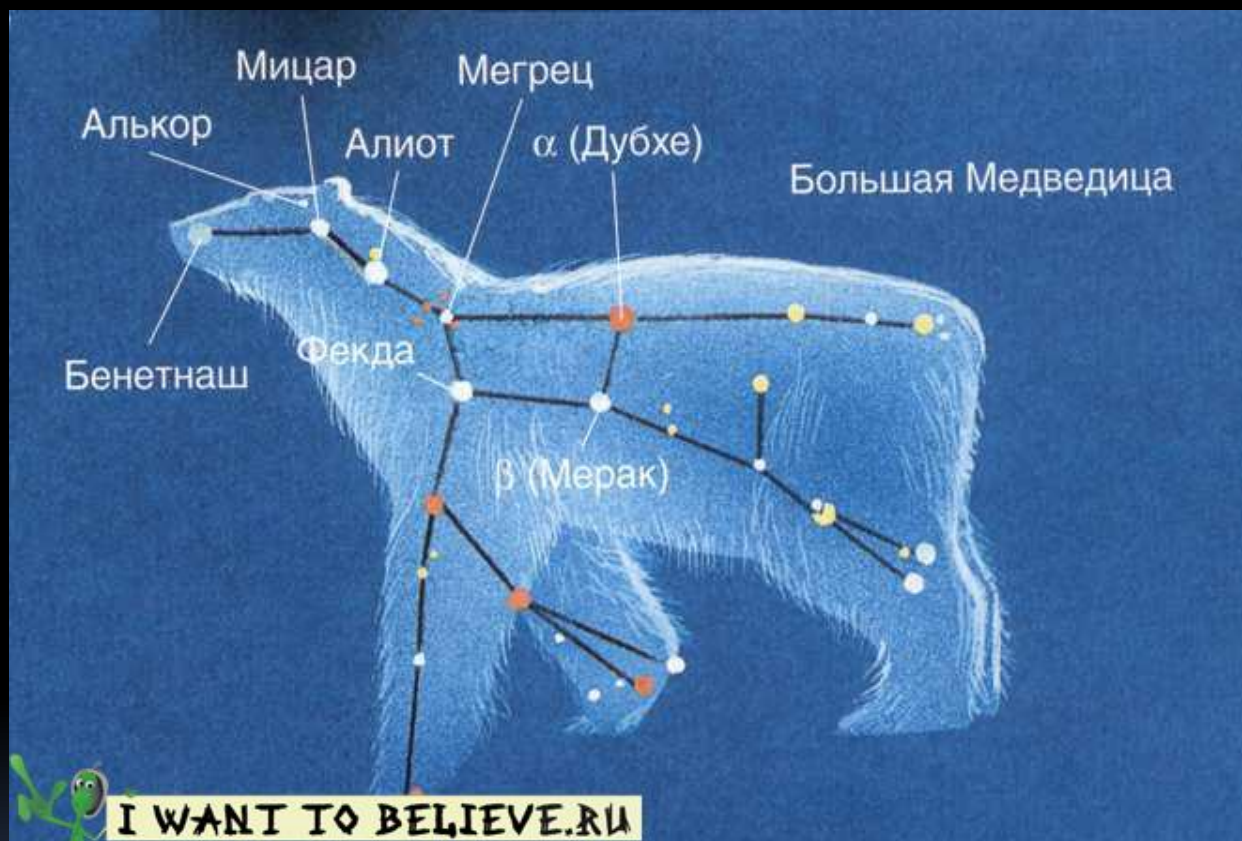 Мицар
Мегрец
Алькор
Алиот
α (Дубхе)
Большая Медведица
Фекда
Бенетнаш
β (Мерак)
I WANT TO BELIEVE.RU